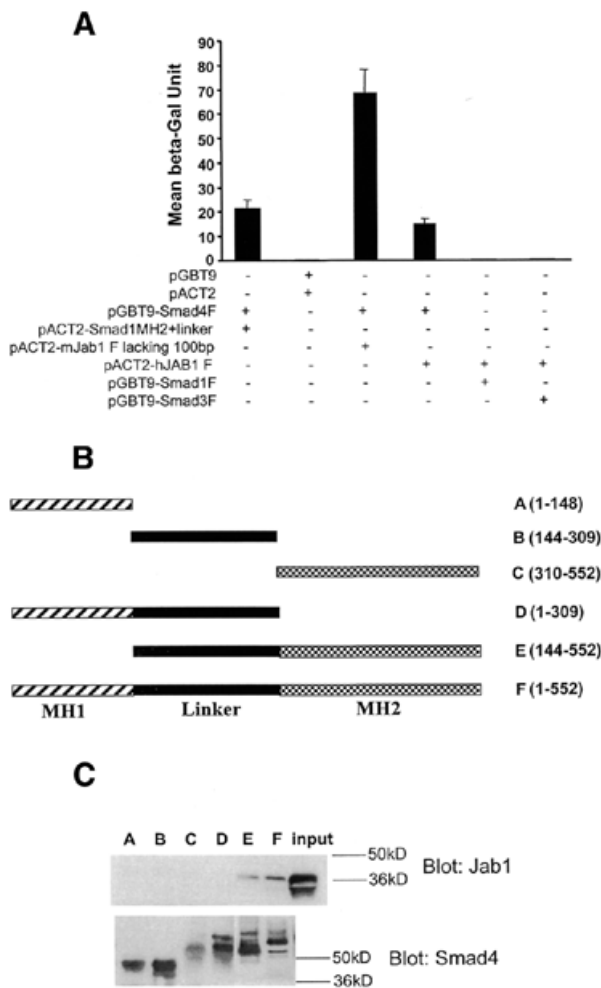 A
Mean beta-Gal Unit
90
80
70
60
50
40
30
20
10
0
pGBT9 - + - - - -
pACT2 - + - - - -
pGBT9-Smad4F + - + + - -
pACT2-Smad1MH2+linker + - - - - -
pACT2-mJab1 F lacking 100bp - - + - - -
pACT2-hJAB1 F - - - + + +
pGBT9-Smad1F - - - - + -
pGBT9-Smad3F - - - - - +
B
A (1-148)
B (144-309)
C (310-552)
D (1-309)
E (144-552)
F (1-552)
MH1 Linker MH2
C
A B C D E F input
50kD
36kD
Blot: Jab1
50kD
36kD
Blot: Smad4